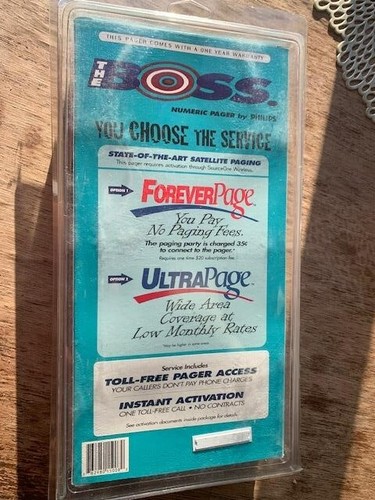 THIS PAGER COMES WITH A ONE YEAR WARRANTY
THE BOSS.
NUMERIC PAGER by PHILIPS
YOU CHOOSE THE SERVICE
STATE-OF-THE-ART SATELLITE PAGING
This pager requires activation through SourceOne Wireless.
OPTION 1
FOREVERPage
You Pay
No Paging Fees.
The paging party is charged 35¢
to connect to the pager.
Requires one time $20 subscription fee.
OPTION 2
ULTRAPage
Wide Area
Coverage at
Low Monthly Rates
Service Includes
TOLL-FREE PAGER ACCESS
YOUR CALLERS DON'T PAY PHONE CHARGES
INSTANT ACTIVATION
ONE TOLL-FREE CALL • NO CONTRACTS
See activation documents inside package for details.